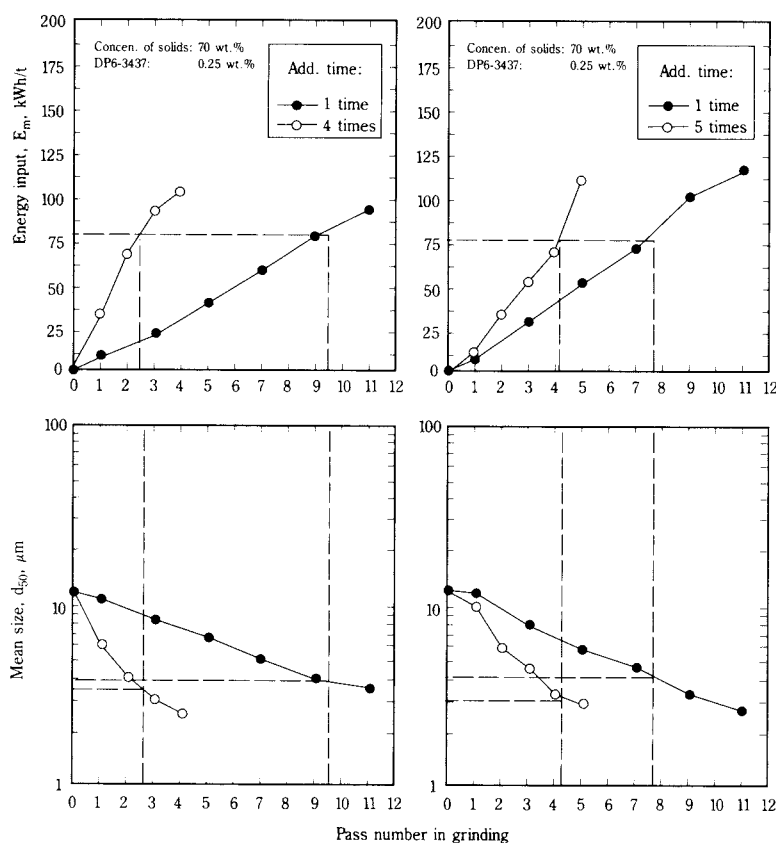 200
175
150
125
100
75
50
25
0
Energy input, E_m, kWh/t
Concen. of solids: 70 wt.%
DP6-3437: 0.25 wt.%
Add. time:
1 time
4 times
0 1 2 3 4 5 6 7 8 9 10 11 12
200
175
150
125
100
75
50
25
0
Concen. of solids: 70 wt.%
DP6-3437: 0.25 wt.%
Add. time:
1 time
5 times
0 1 2 3 4 5 6 7 8 9 10 11 12
100
10
1
Mean size, d₅₀, μm
0 1 2 3 4 5 6 7 8 9 10 11 12
100
10
1
0 1 2 3 4 5 6 7 8 9 10 11 12
Pass number in grinding